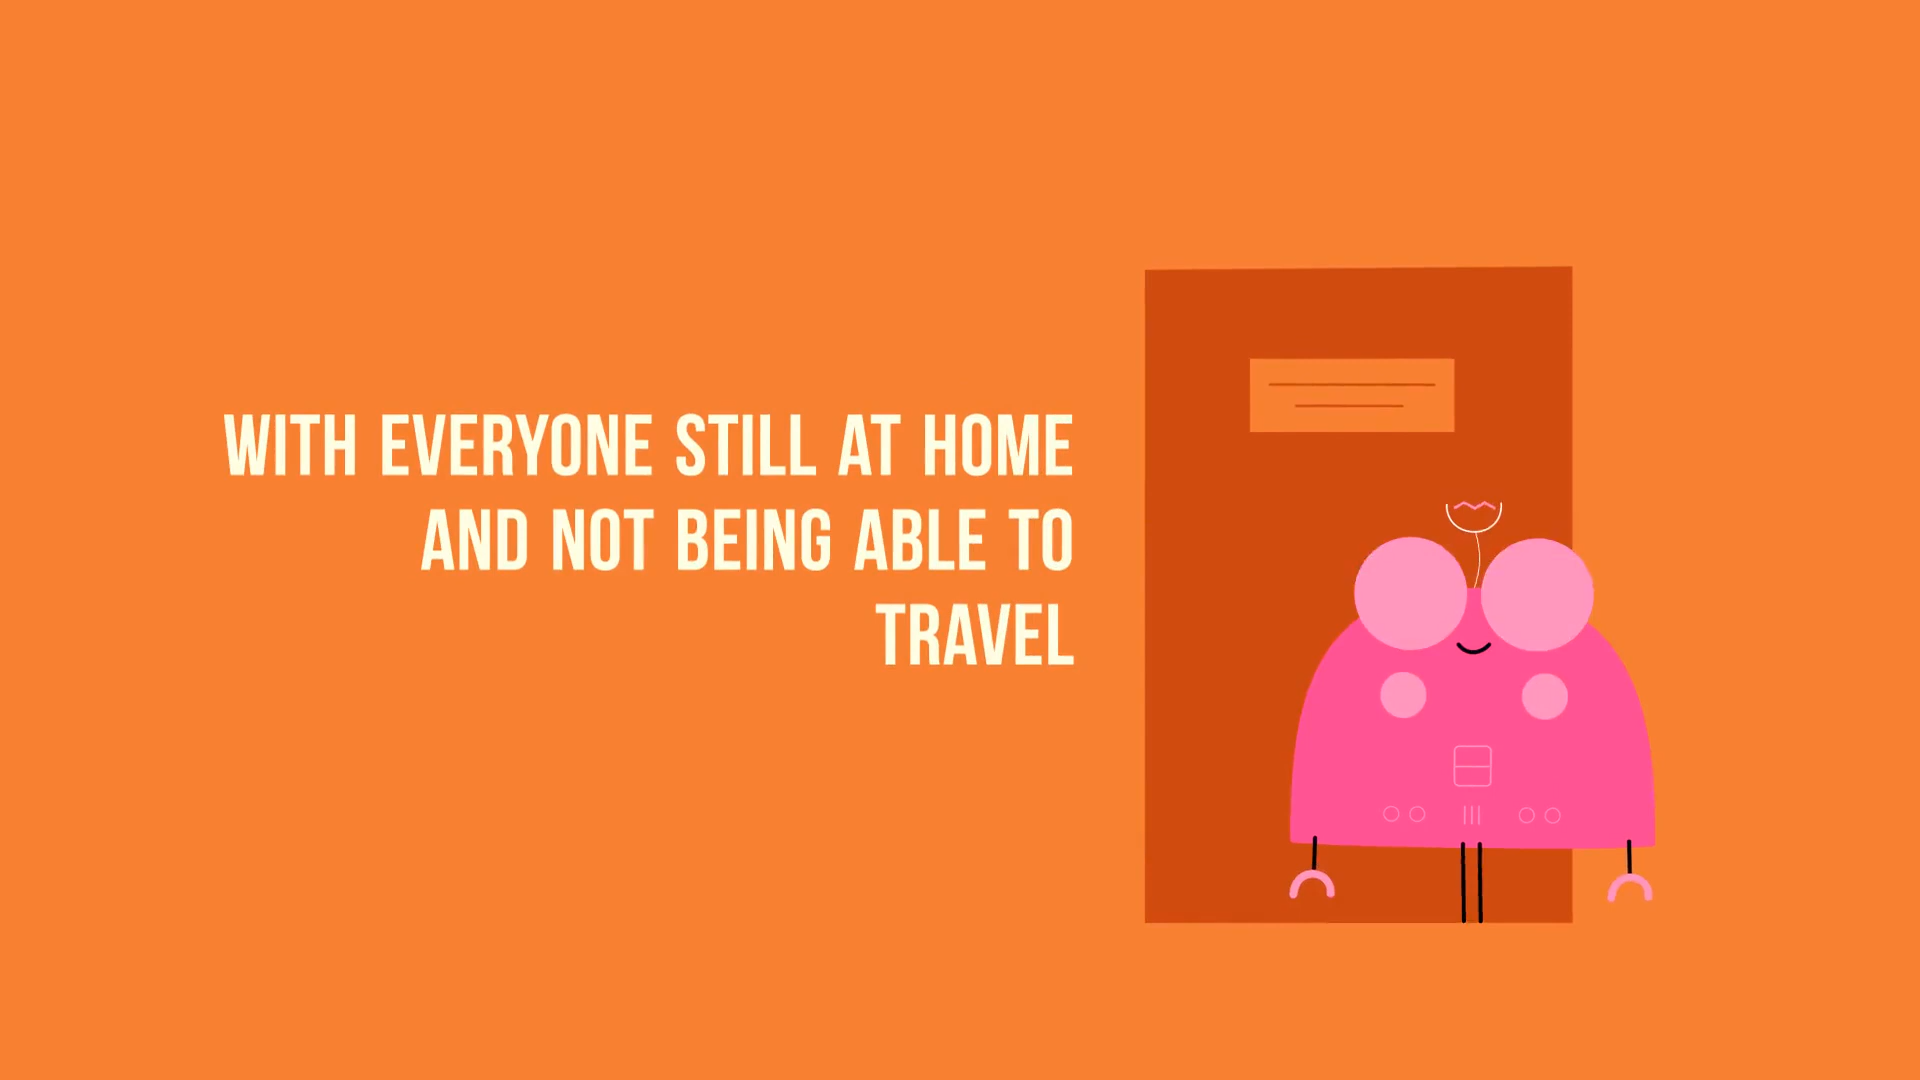 WITH EVERYONE STILL AT HOME
AND NOT BEING ABLE TO
TRAVEL